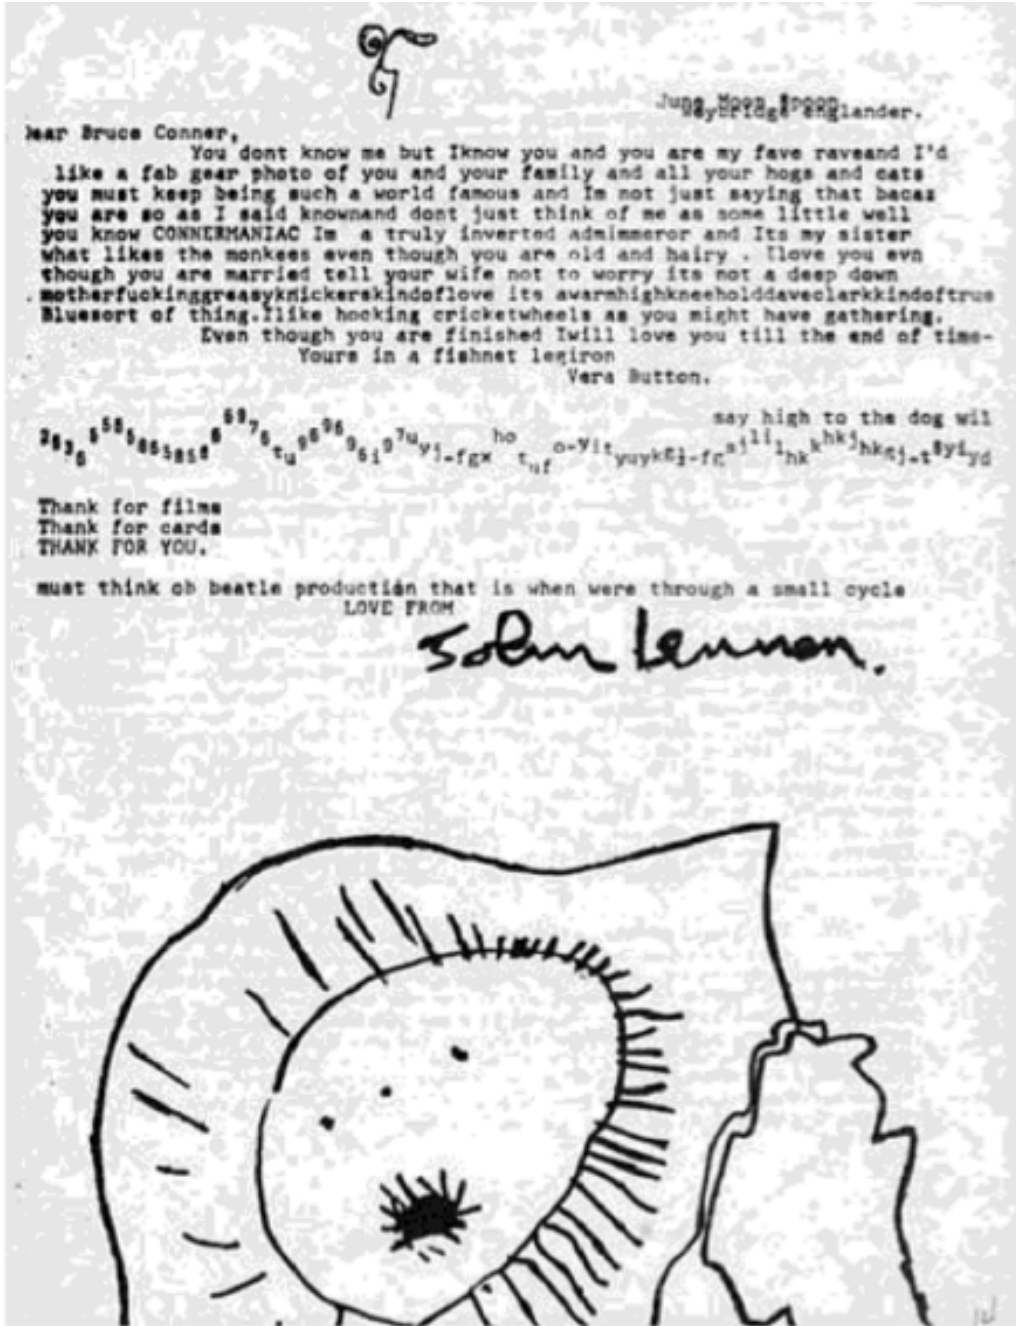 Jung Moon Spoon
Weybridge englander.
Dear Bruce Conner,
You dont know me but Iknow you and you are my fave raveand I'd
like a fab gear photo of you and your family and all your hogs and cats
you must keep being such a world famous and Im not just saying that bacaz
you are so as I said knownand dont just think of me as some little well
you know CONNERMANIAC Im a truly inverted admimmeror and Its my sister
what likes the monkees even though you are old and hairy . Ilove you evn
though you are married tell your wife not to worry its not a deep down
motherfuckinggreasyknickerskindoflove its awarmhighkneeholddaveclarkkindoftrue
Bluesort of thing.Ilike hocking cricketwheels as you might have gathering.
Even though you are finished Iwill love you till the end of time-
Yours in a fishnet legiron
Vera Button.
say high to the dog wil
Thank for films
Thank for cards
THANK FOR YOU.
must think ob beatle production that is when were through a small cycle
LOVE FROM
John Lennon.